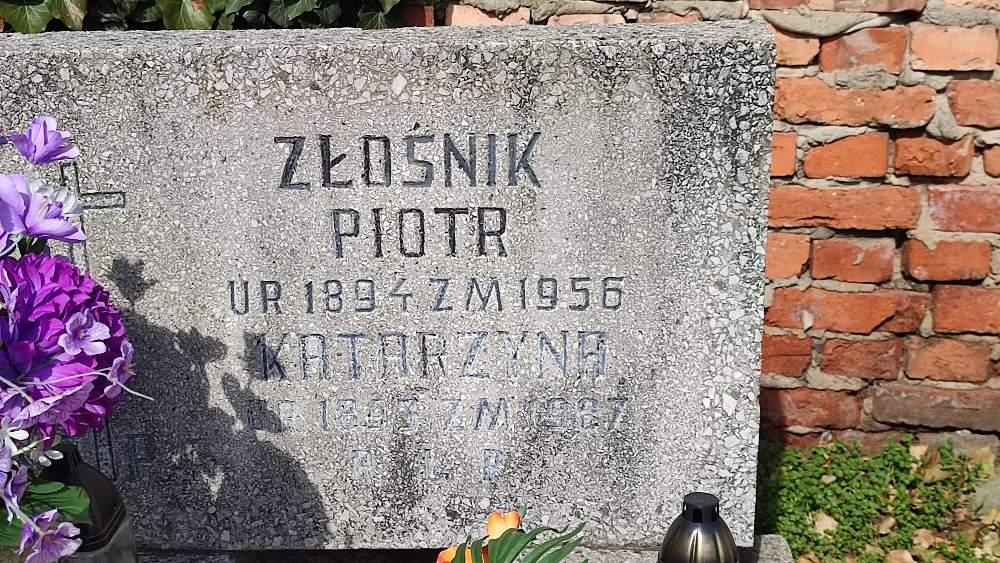 ZŁOŚNIK
PIOTR
UR 1894 ZM 1956
KATARZYNA
UR 1893 ZM 1987
R L B